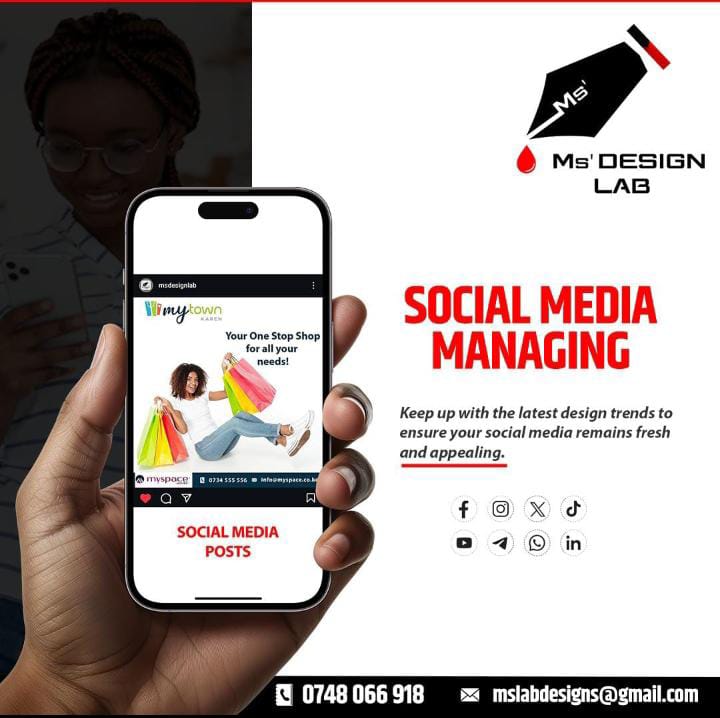 Ms'
Ms' DESIGN
LAB
msdesignlab
mytown
KAREN
Your One Stop Shop
for all your
needs!
myspace
0734 555 556 info@myspace.co.ke
SOCIAL MEDIA
POSTS
SOCIAL MEDIA
MANAGING
Keep up with the latest design trends to
ensure your social media remains fresh
and appealing.
0748 066 918 mslabdesigns@gmail.com